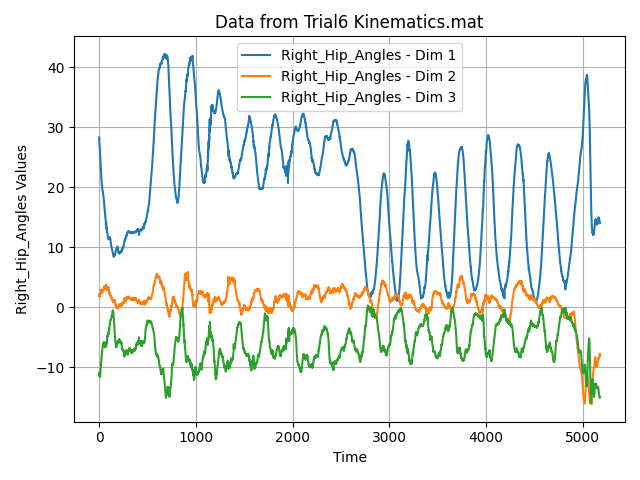 Data from Trial6 Kinematics.mat
Right_Hip_Angles - Dim 1
Right_Hip_Angles - Dim 2
Right_Hip_Angles - Dim 3
Right_Hip_Angles Values
40
30
20
10
0
−10
0 1000 2000 3000 4000 5000
Time